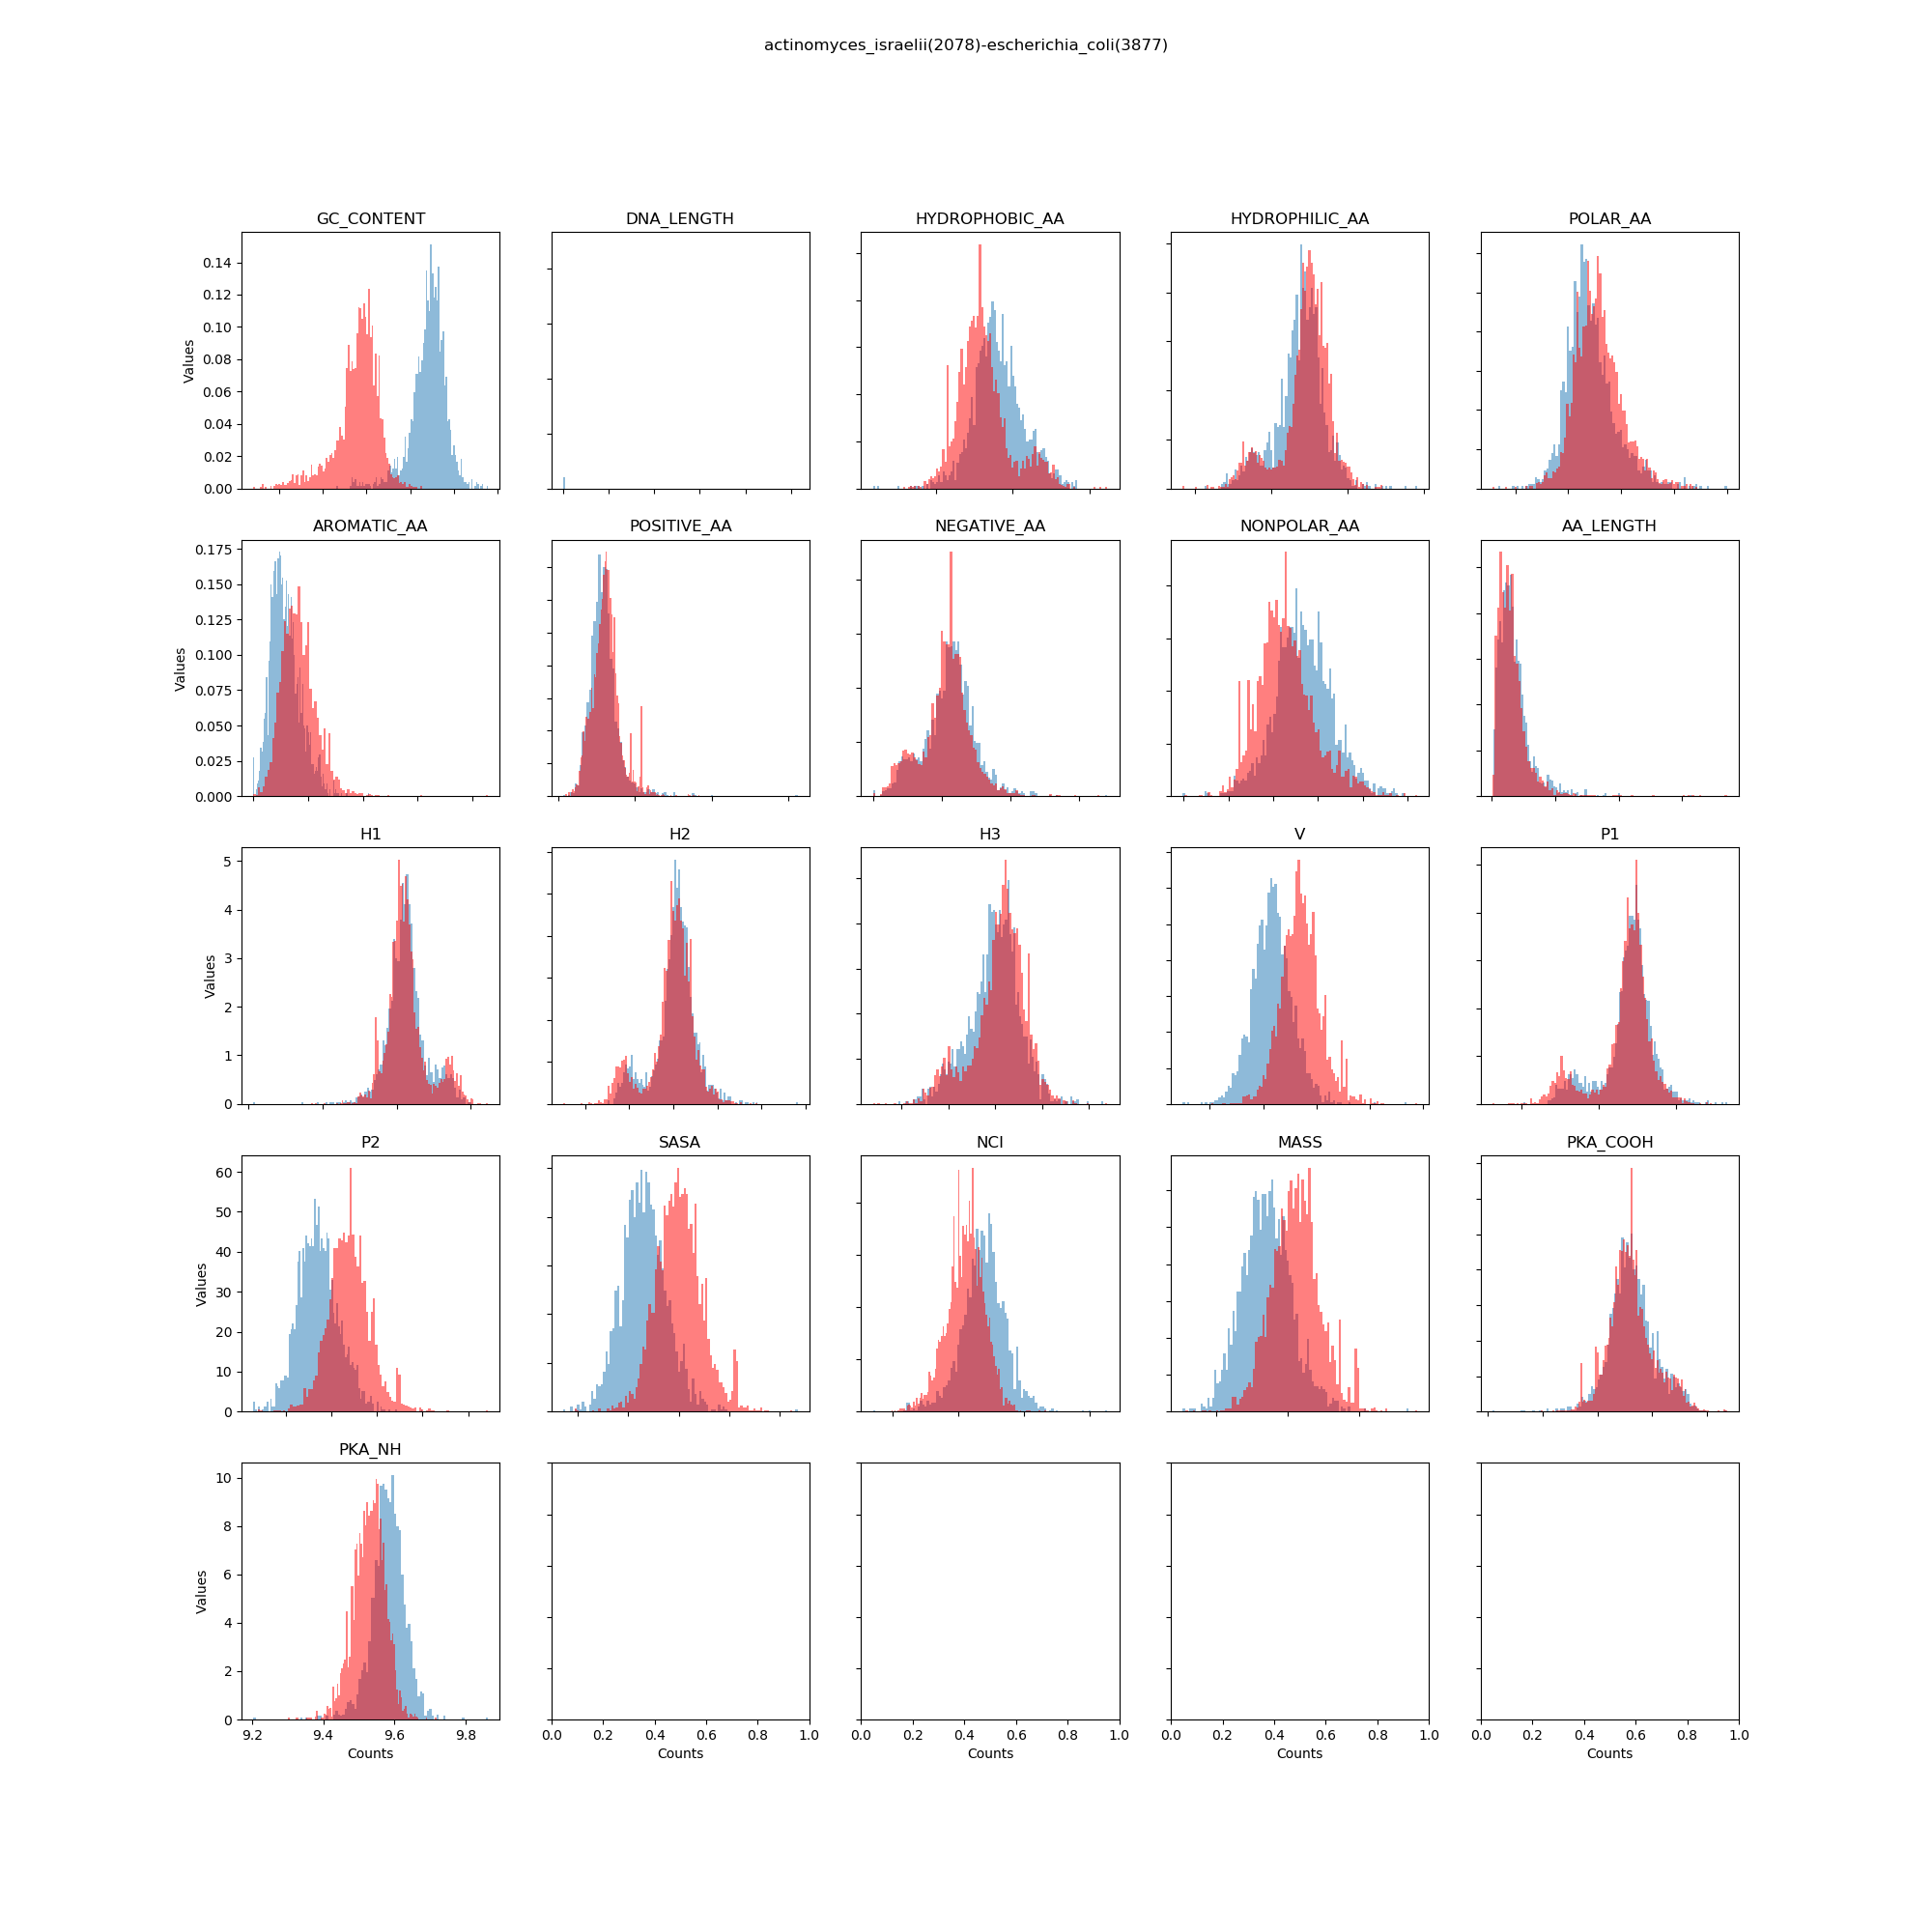 actinomyces_israelii(2078)-escherichia_coli(3877)
GC_CONTENT DNA_LENGTH HYDROPHOBIC_AA HYDROPHILIC_AA POLAR_AA
Values
0.14
0.12
0.10
0.08
0.06
0.04
0.02
0.00
AROMATIC_AA POSITIVE_AA NEGATIVE_AA NONPOLAR_AA AA_LENGTH
Values
0.175
0.150
0.125
0.100
0.075
0.050
0.025
0.000
H1 H2 H3 V P1
Values
5
4
3
2
1
0
P2 SASA NCI MASS PKA_COOH
Values
60
50
40
30
20
10
0
PKA_NH
Values
10
8
6
4
2
0
9.2 9.4 9.6 9.8 0.0 0.2 0.4 0.6 0.8 1.0 0.0 0.2 0.4 0.6 0.8 1.0 0.0 0.2 0.4 0.6 0.8 1.0 0.0 0.2 0.4 0.6 0.8 1.0
Counts Counts Counts Counts Counts